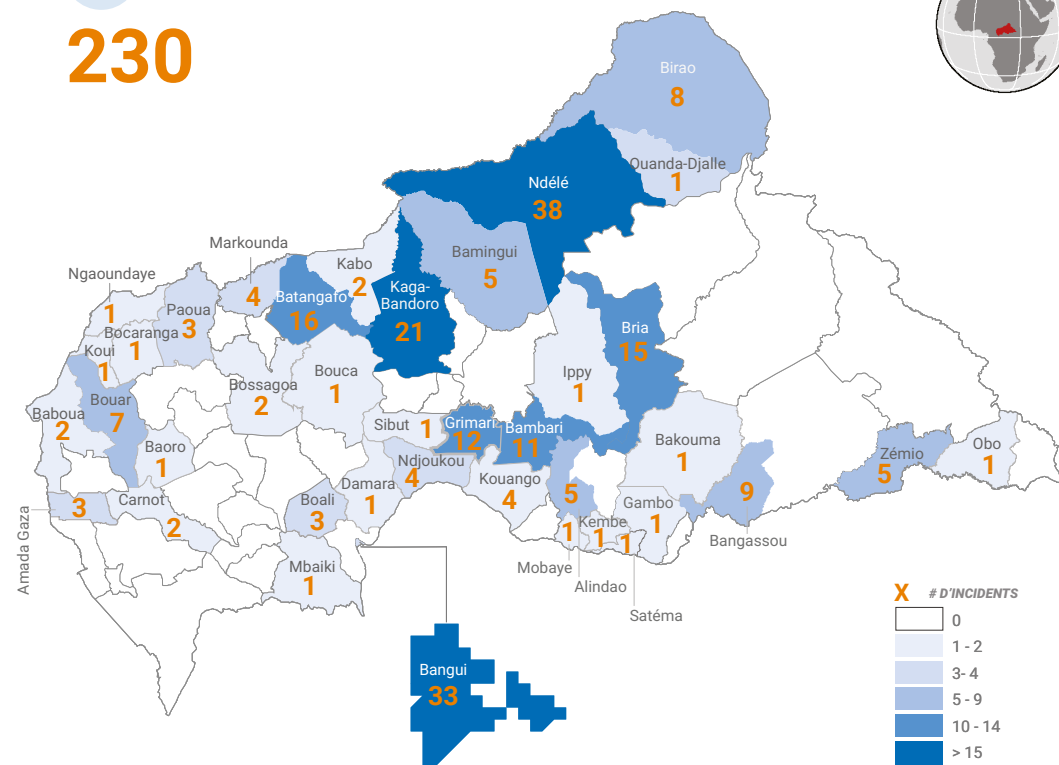 230
Birao
8
Ouanda-Djalle
1
Ndélé
38
Markounda
4
Kabo
2
Bamingui
5
Ngaoundaye
1
Paoua
3
Batangafo
16
Kaga-
Bandoro
21
Bocaranga
1
Koui
1
Bria
15
Bouca
1
Ippy
1
Bossagoa
2
Bouar
7
Baboua
2
Sibut
1
Grimari
12
Bambari
11
Baoro
1
Bakouma
1
Obo
1
Zémio
5
Ndjoukou
4
Kouango
4
Damara
1
5
9
Carnot
2
Boali
3
Gambo
1
3
Amada Gaza
Kembe
1
1
1
Bangassou
Mobaye
Alindao
Satéma
Mbaiki
1
Bangui
33
X # D'INCIDENTS
0
1 - 2
3- 4
5 - 9
10 - 14
> 15